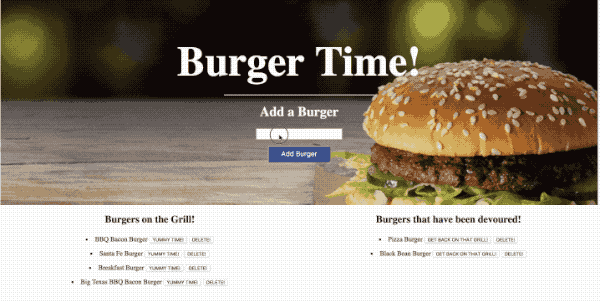 Burger Time!
Add a Burger
Add Burger
Burgers on the Grill!
BBQ Bacon Burger YUMMY TIME! DELETE!
Santa Fe Burger YUMMY TIME! DELETE!
Breakfast Burger YUMMY TIME! DELETE!
Big Texas BBQ Bacon Burger YUMMY TIME! DELETE!
Burgers that have been devoured!
Pizza Burger GET BACK ON THAT GRILL! DELETE!
Black Bean Burger GET BACK ON THAT GRILL! DELETE!